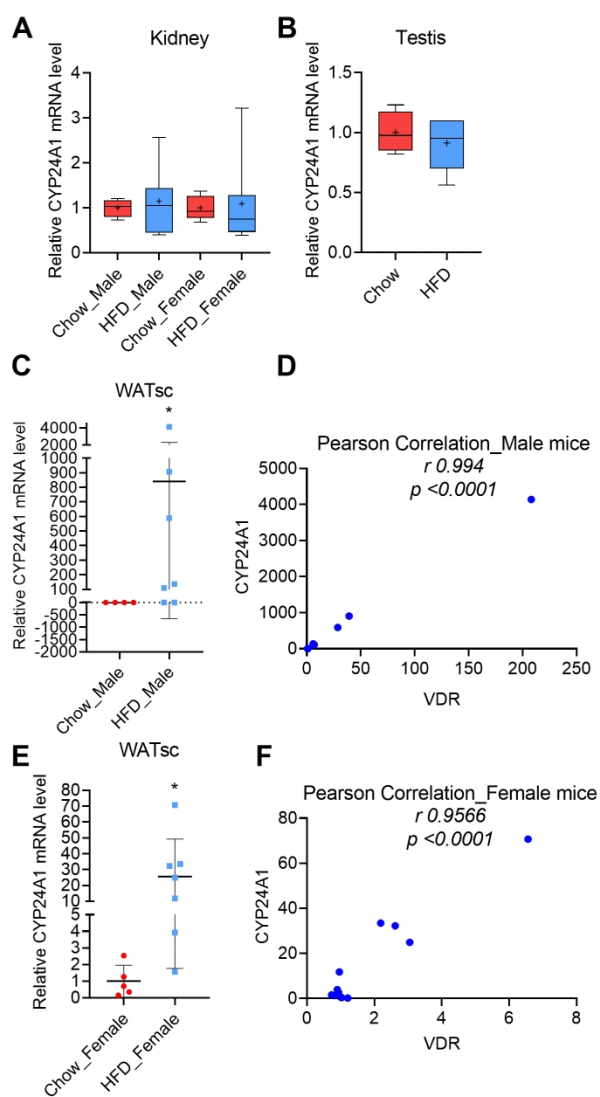 A
Kidney
Relative CYP24A1 mRNA level
4
3
2
1
0
Chow_Male
HFD_Male
Chow_Female
HFD_Female
B
Testis
Relative CYP24A1 mRNA level
1.5
1.0
0.5
0.0
Chow
HFD
C
WATsc
*
Relative CYP24A1 mRNA level
4000
2000
1000
900
800
700
600
500
400
300
200
100
0
-500
-1000
-1500
-2000
Chow_Male
HFD_Male
D
Pearson Correlation_Male mice
r 0.994
p <0.0001
CYP24A1
5000
4000
3000
2000
1000
0
0 50 100 150 200 250
VDR
E
WATsc
*
Relative CYP24A1 mRNA level
80
70
60
50
40
30
20
10
5
4
3
2
1
0
Chow_Female
HFD_Female
F
Pearson Correlation_Female mice
r 0.9566
p <0.0001
CYP24A1
80
60
40
20
0
0 2 4 6 8
VDR